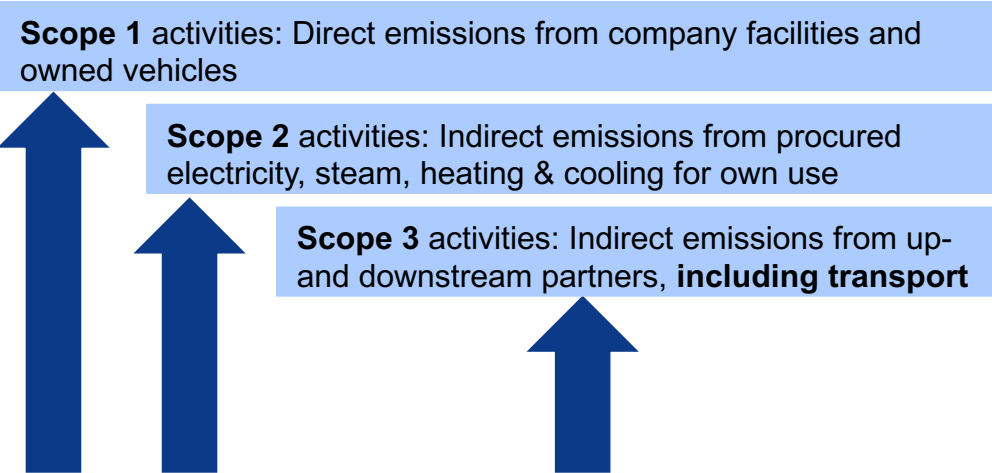 Scope 1 activities: Direct emissions from company facilities and
owned vehicles
Scope 2 activities: Indirect emissions from procured
electricity, steam, heating & cooling for own use
Scope 3 activities: Indirect emissions from up-
and downstream partners, including transport